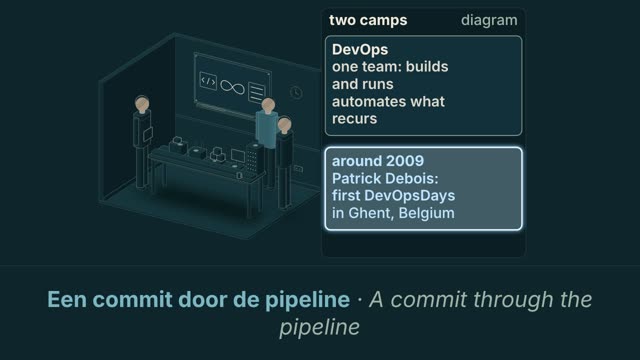 two camps diagram
DevOps
one team: builds
and runs
automates what
recurs
around 2009
Patrick Debois:
first DevOpsDays
in Ghent, Belgium
</>
Een commit door de pipeline · A commit through the
pipeline